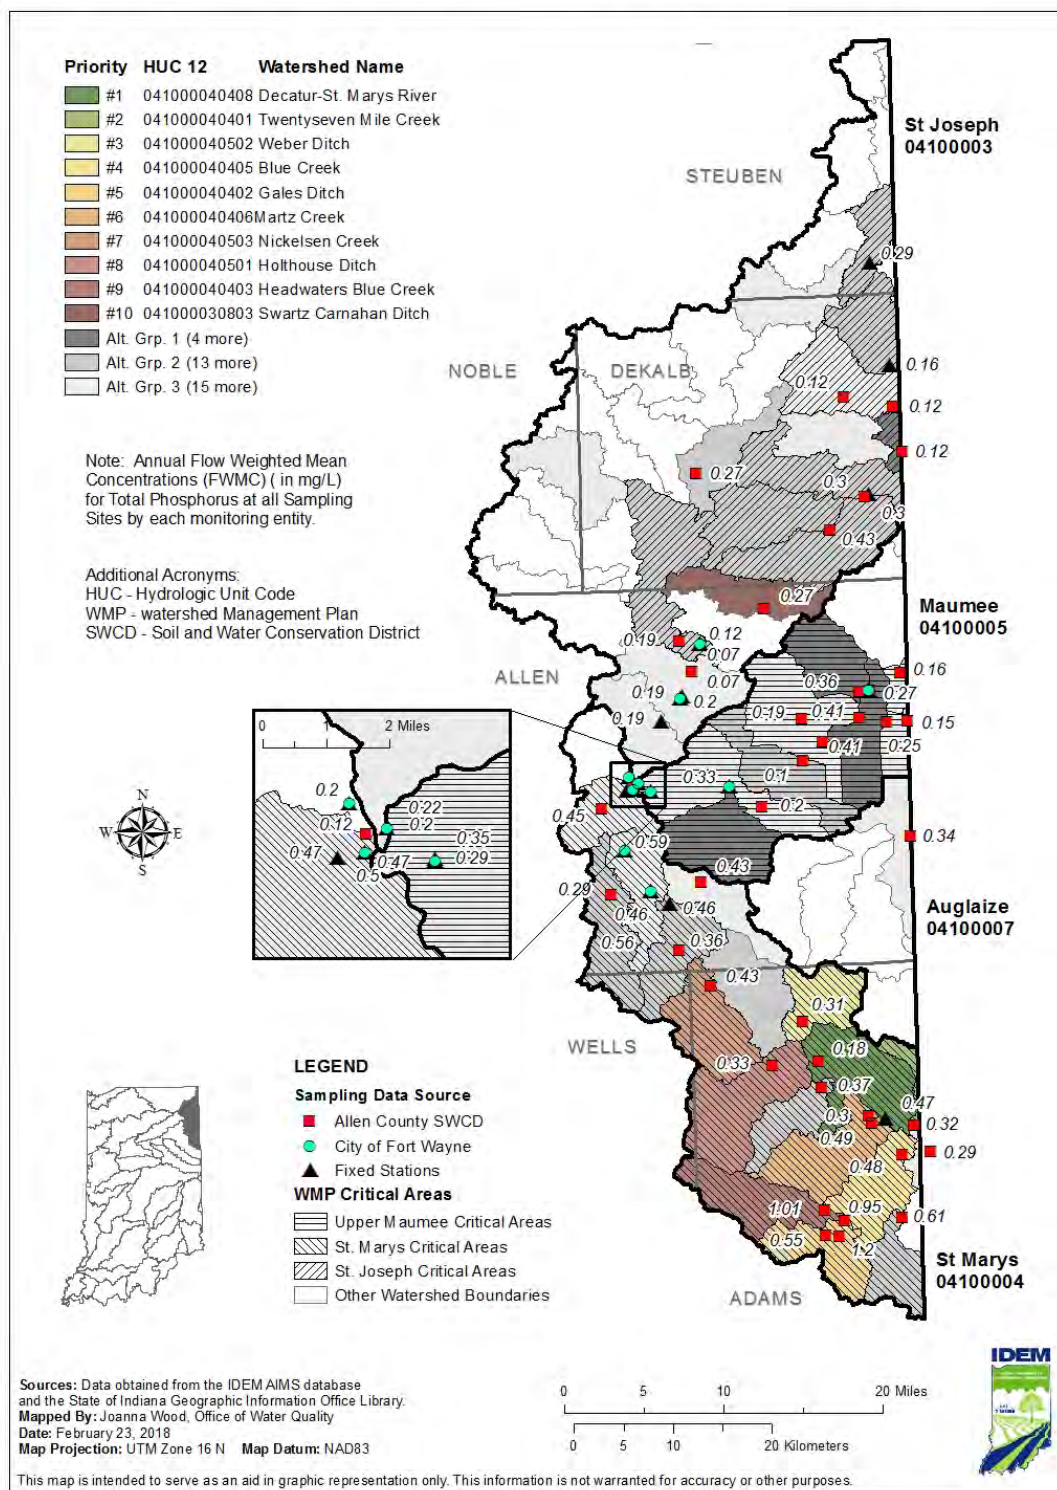 Priority HUC 12 Watershed Name
#1 041000040408 Decatur-St. Marys River
#2 041000040401 Twentyseven Mile Creek
#3 041000040502 Weber Ditch
#4 041000040405 Blue Creek
#5 041000040402 Gales Ditch
#6 041000040406Martz Creek
#7 041000040503 Nickelsen Creek
#8 041000040501 Holthouse Ditch
#9 041000040403 Headwaters Blue Creek
#10 041000030803 Swartz Carnahan Ditch
Alt. Grp. 1 (4 more)
Alt. Grp. 2 (13 more)
Alt. Grp. 3 (15 more)
Note: Annual Flow Weighted Mean
Concentrations (FWMC) ( in mg/L)
for Total Phosphorus at all Sampling
Sites by each monitoring entity.
Additional Acronyms:
HUC - Hydrologic Unit Code
WMP - watershed Management Plan
SWCD - Soil and Water Conservation District
St Joseph
04100003
STEUBEN
0.29
NOBLE
DEKALB
0.16
0.12
0.12
0.12
0.27
0.3
0.3
0.43
0.27
Maumee
04100005
ALLEN
0.19
0.12
0.07
0.07
0.16
0.36
0.27
0.19
0.2
0.19
0.41
0.15
0.19
0.41
0.25
0.33
0.1
0.2
0.45
0.34
0.59
0.43
0.29
0.46
0.46
0.56
0.36
0.43
Auglaize
04100007
0 1 2 Miles
0.2
0.22
0.12
0.2
0.35
0.47
0.47
0.29
0.5
N
W E
S
WELLS
0.31
0.33
0.18
0.37
0.47
0.3
0.32
0.49
0.29
0.48
1.01
0.95
0.61
0.55
1.2
St Marys
04100004
ADAMS
LEGEND
Sampling Data Source
Allen County SWCD
City of Fort Wayne
Fixed Stations
WMP Critical Areas
Upper Maumee Critical Areas
St. Marys Critical Areas
St. Joseph Critical Areas
Other Watershed Boundaries
IDEM
Sources: Data obtained from the IDEM AIMS database
and the State of Indiana Geographic Information Office Library.
Mapped By: Joanna Wood, Office of Water Quality
Date: February 23, 2018
Map Projection: UTM Zone 16 N Map Datum: NAD83
0 5 10 20 Miles
0 5 10 20 Kilometers
This map is intended to serve as an aid in graphic representation only. This information is not warranted for accuracy or other purposes.